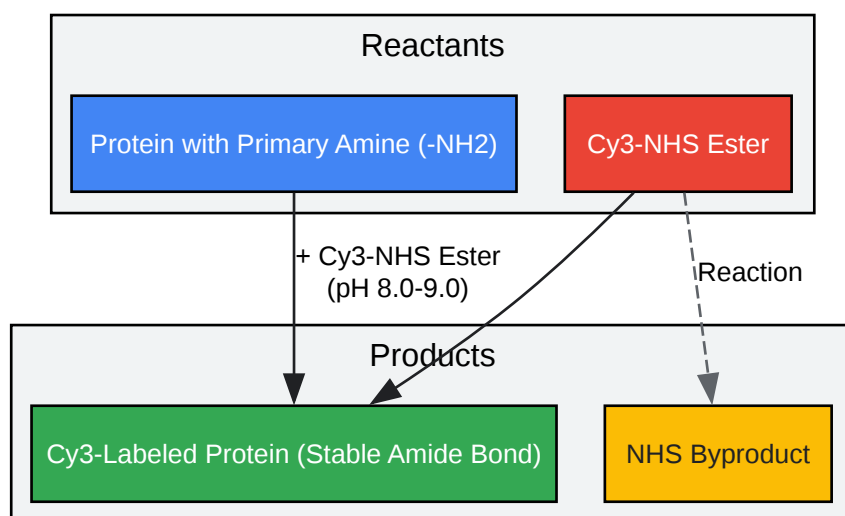 Reactants
Protein with Primary Amine (-NH2)
Cy3-NHS Ester
+ Cy3-NHS Ester
(pH 8.0-9.0)
Reaction
Products
Cy3-Labeled Protein (Stable Amide Bond)
NHS Byproduct